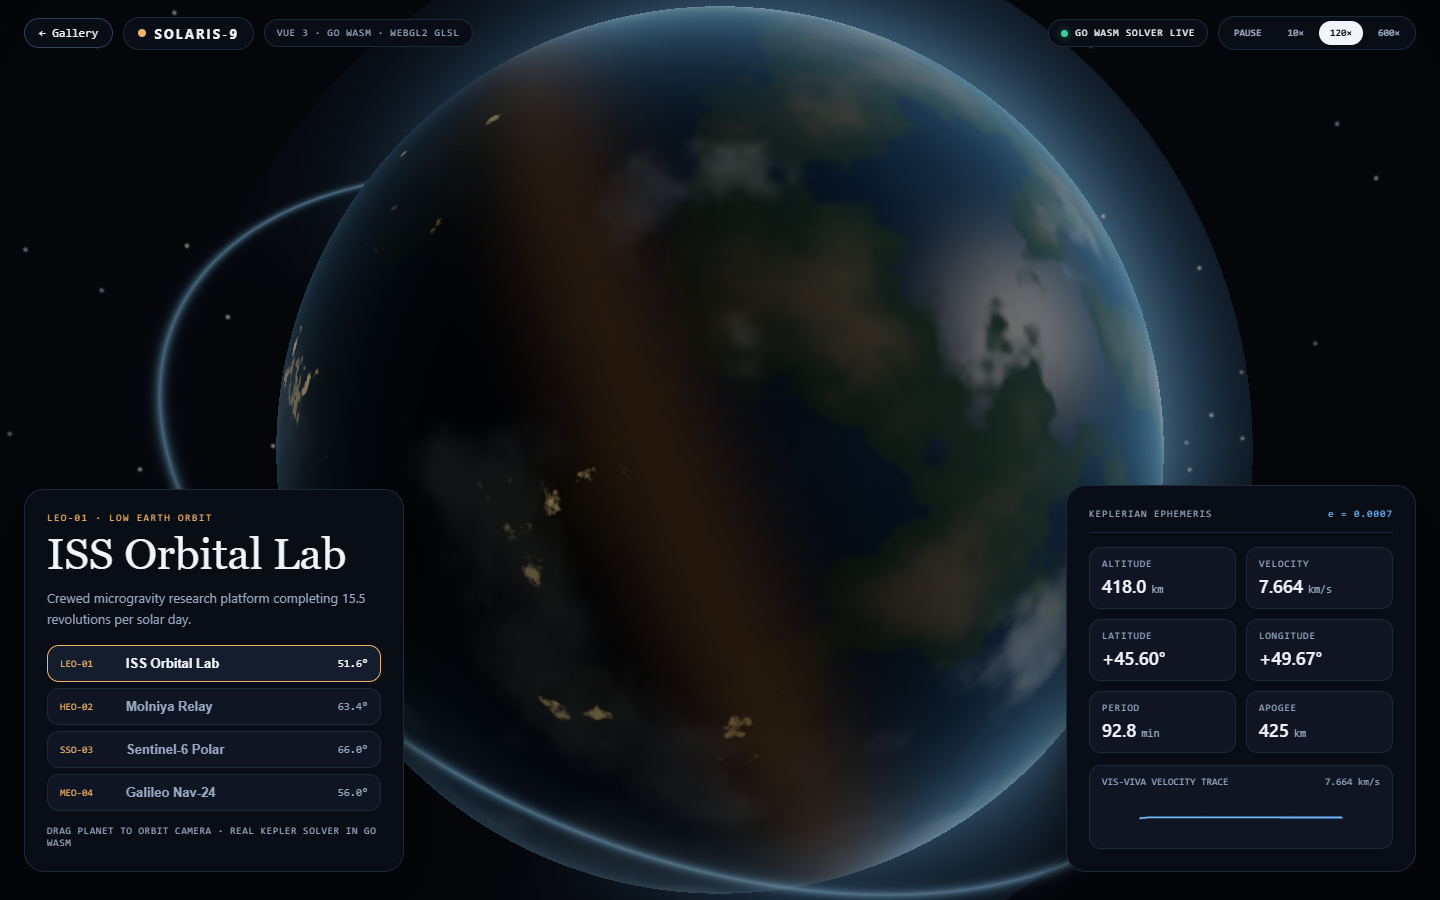 ← Gallery
SOLARIS-9
VUE 3 · GO WASM · WEBGL2 GLSL
GO WASM SOLVER LIVE
PAUSE 10× 120× 600×
LEO-01 · LOW EARTH ORBIT
ISS Orbital Lab
Crewed microgravity research platform completing 15.5
revolutions per solar day.
LEO-01 ISS Orbital Lab 51.6°
HEO-02 Molniya Relay 63.4°
SSO-03 Sentinel-6 Polar 66.0°
MEO-04 Galileo Nav-24 56.0°
DRAG PLANET TO ORBIT CAMERA · REAL KEPLER SOLVER IN GO
WASM
KEPLERIAN EPHEMERIS e = 0.0007
ALTITUDE
418.0 km
VELOCITY
7.664 km/s
LATITUDE
+45.60°
LONGITUDE
+49.67°
PERIOD
92.8 min
APOGEE
425 km
VIS-VIVA VELOCITY TRACE 7.664 km/s